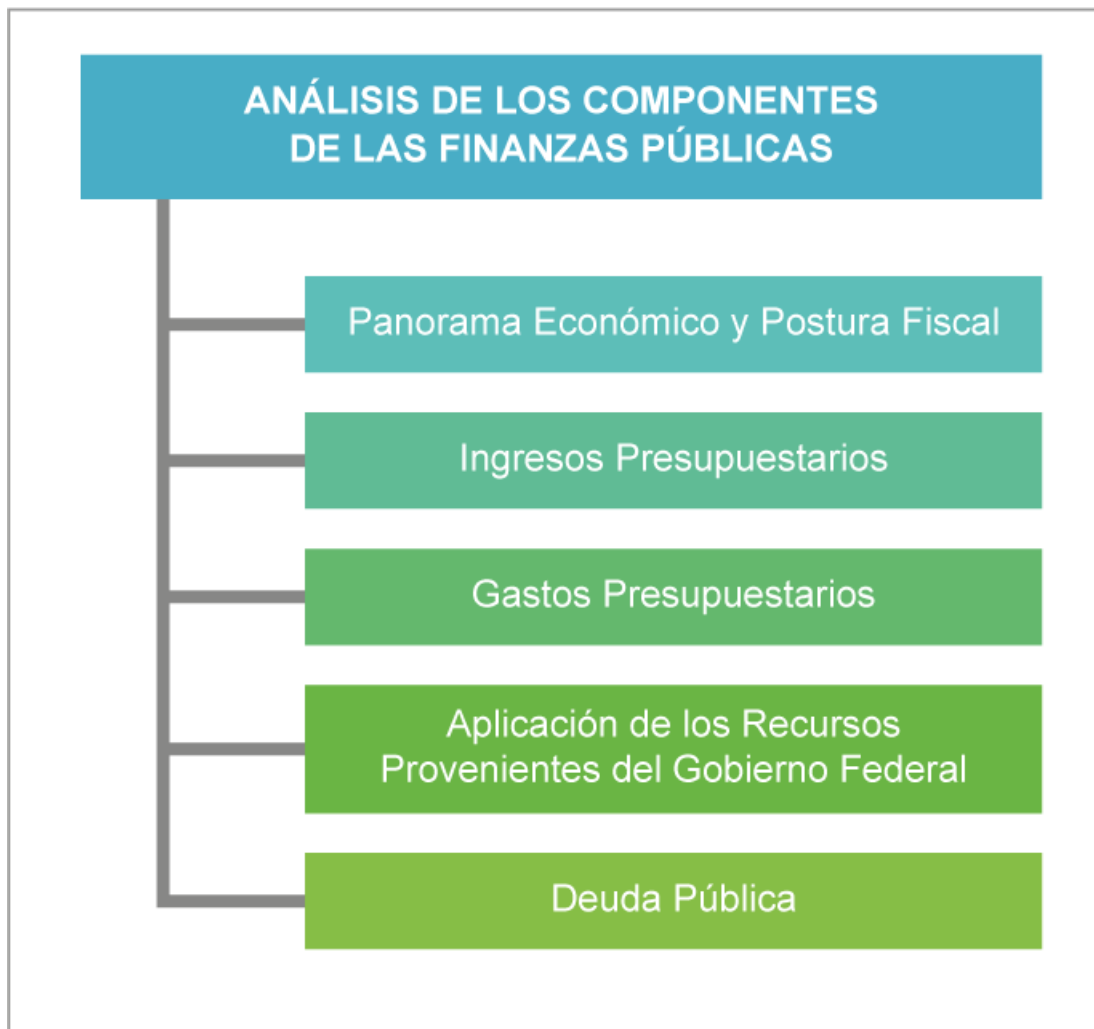 ANÁLISIS DE LOS COMPONENTES
DE LAS FINANZAS PÚBLICAS
Panorama Económico y Postura Fiscal
Ingresos Presupuestarios
Gastos Presupuestarios
Aplicación de los Recursos
Provenientes del Gobierno Federal
Deuda Pública